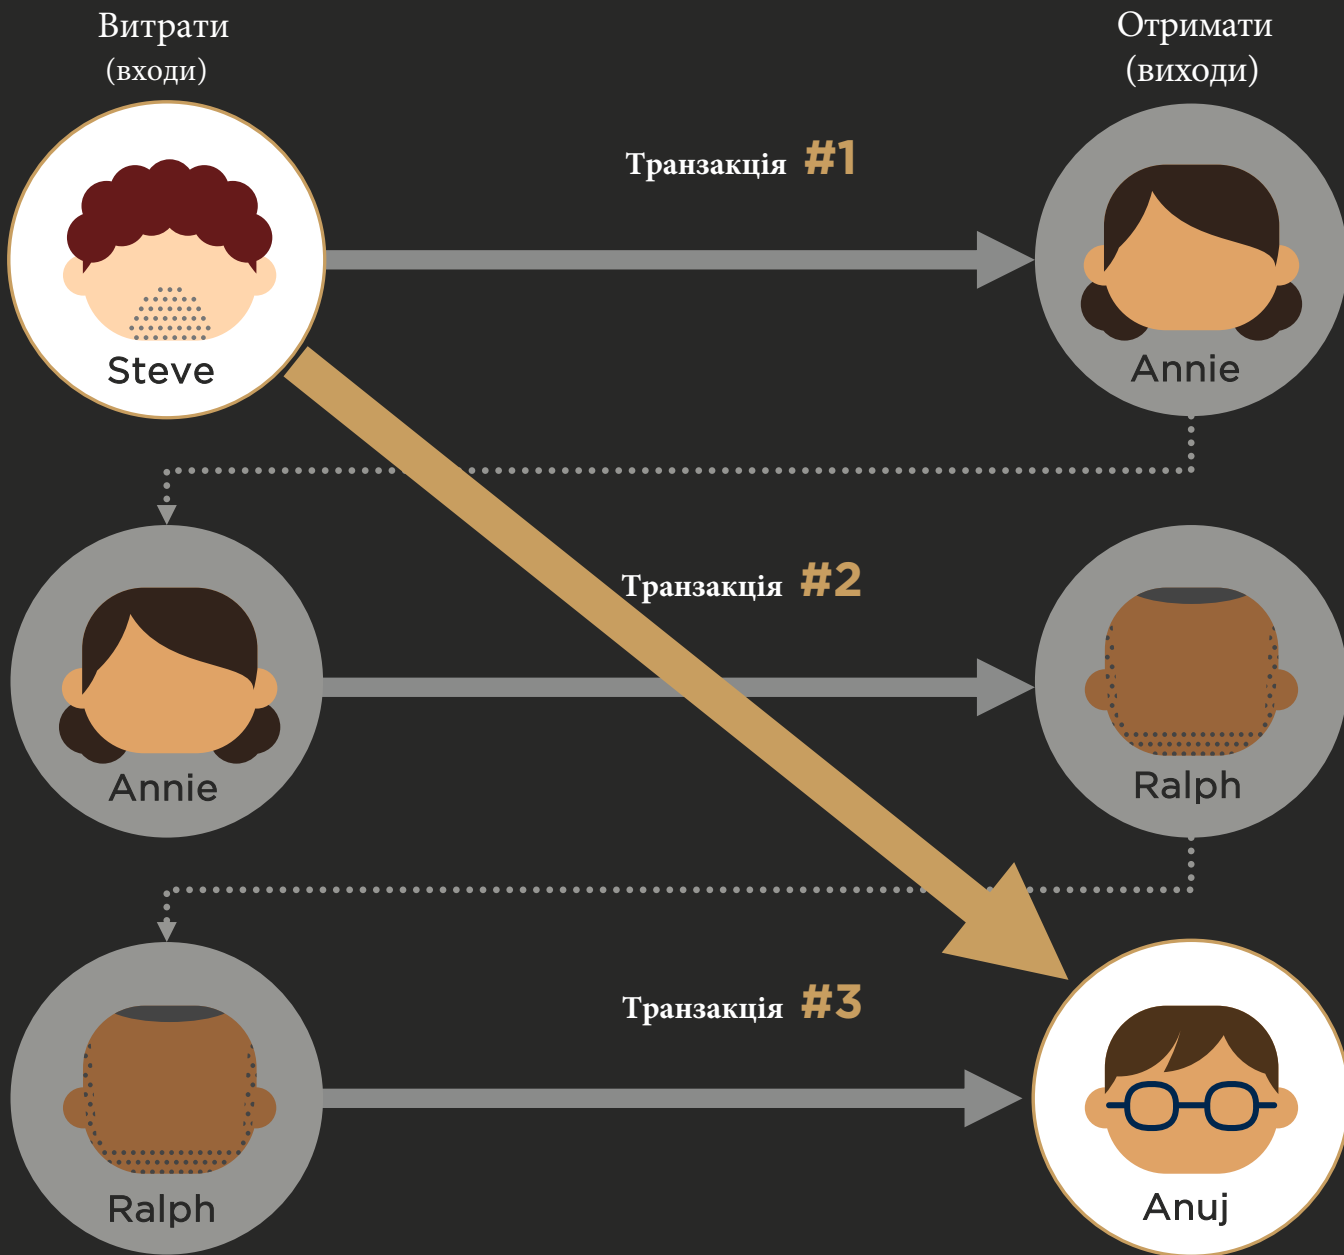 Витрати
(входи)
Отримати
(виходи)
Транзакція #1
Steve
Annie
Транзакція #2
Annie
Ralph
Транзакція #3
Ralph
Anuj